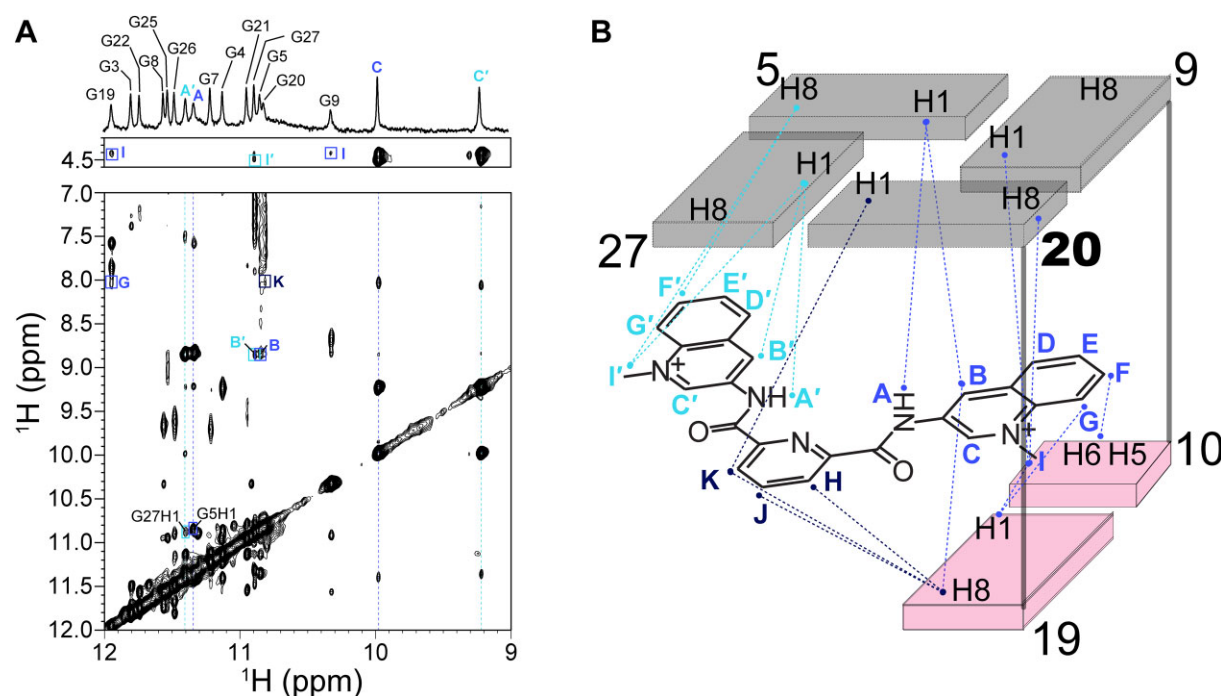 A
G25
G21
G22
G26
G27
G8
A′
G4
G5
G3
A
G7
G20
G19
G9
C
C′
4.5
I
I′
I
7.0
7.5
8.0
8.5
9.0
9.5
10.0
10.5
11.0
11.5
12.0
G
K
B′
B
G27H1
G5H1
12
11
10
9
¹H (ppm)
¹H (ppm)
B
5
9
H8
H8
H1
H1
H1
H1
H8
H8
27
20
F′
E′
D′
G′
B′
I′
N
+
C′
NH
A′
O
N
O
K
H
J
A
HN
B
D
E
F
G
N
+
C
I
H6
H5
10
H1
H8
19